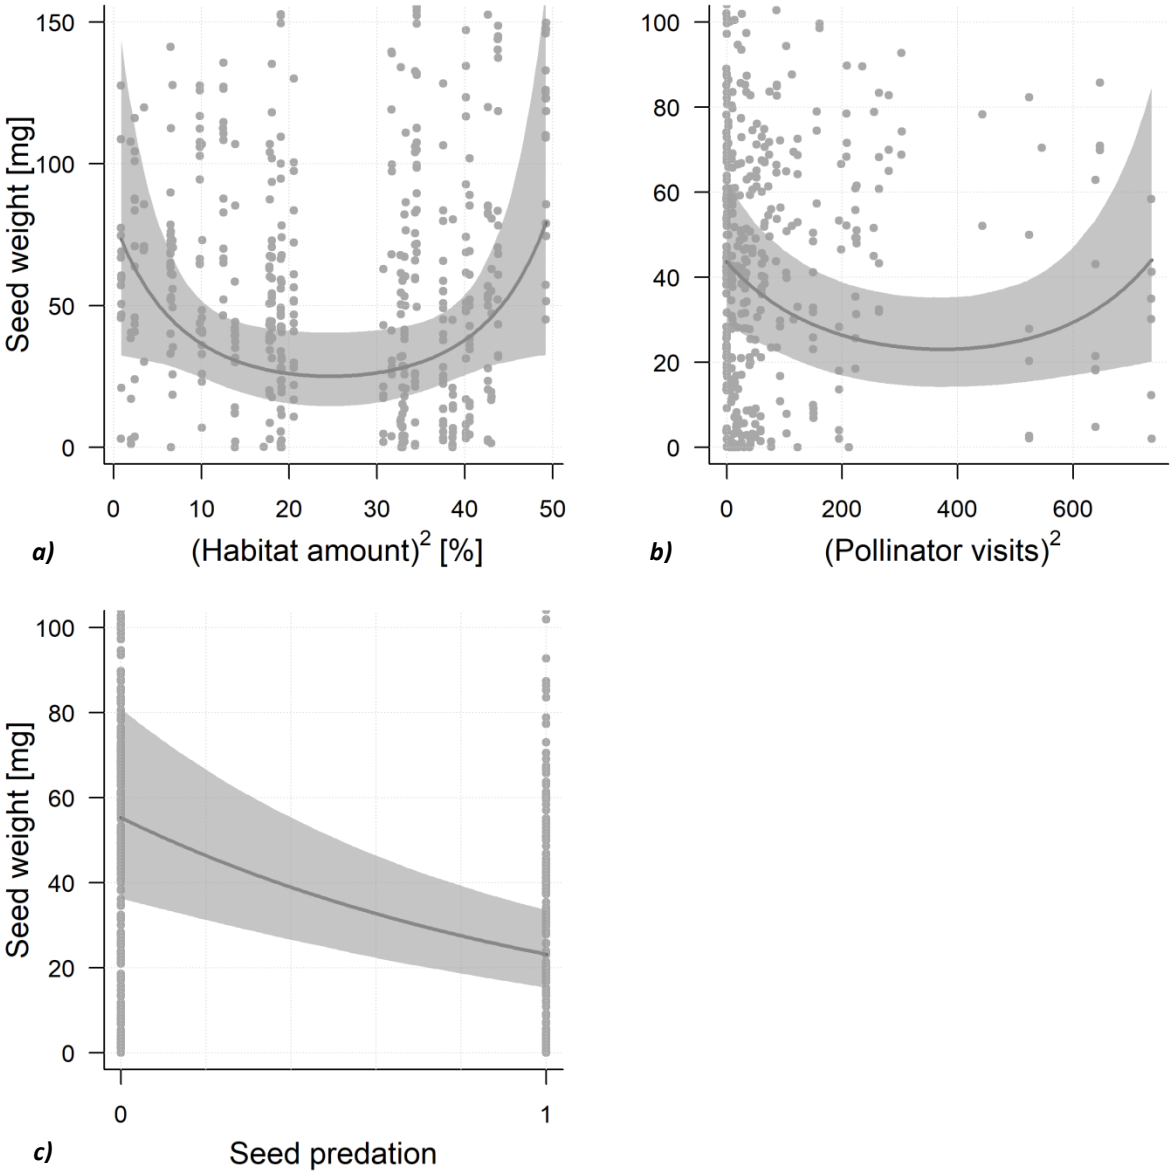 150
100
50
0
Seed weight [mg]
0 10 20 30 40 50
(Habitat amount)² [%]
a)
100
80
60
40
20
0
0 200 400 600
(Pollinator visits)²
b)
100
80
60
40
20
0
Seed weight [mg]
0 1
Seed predation
c)